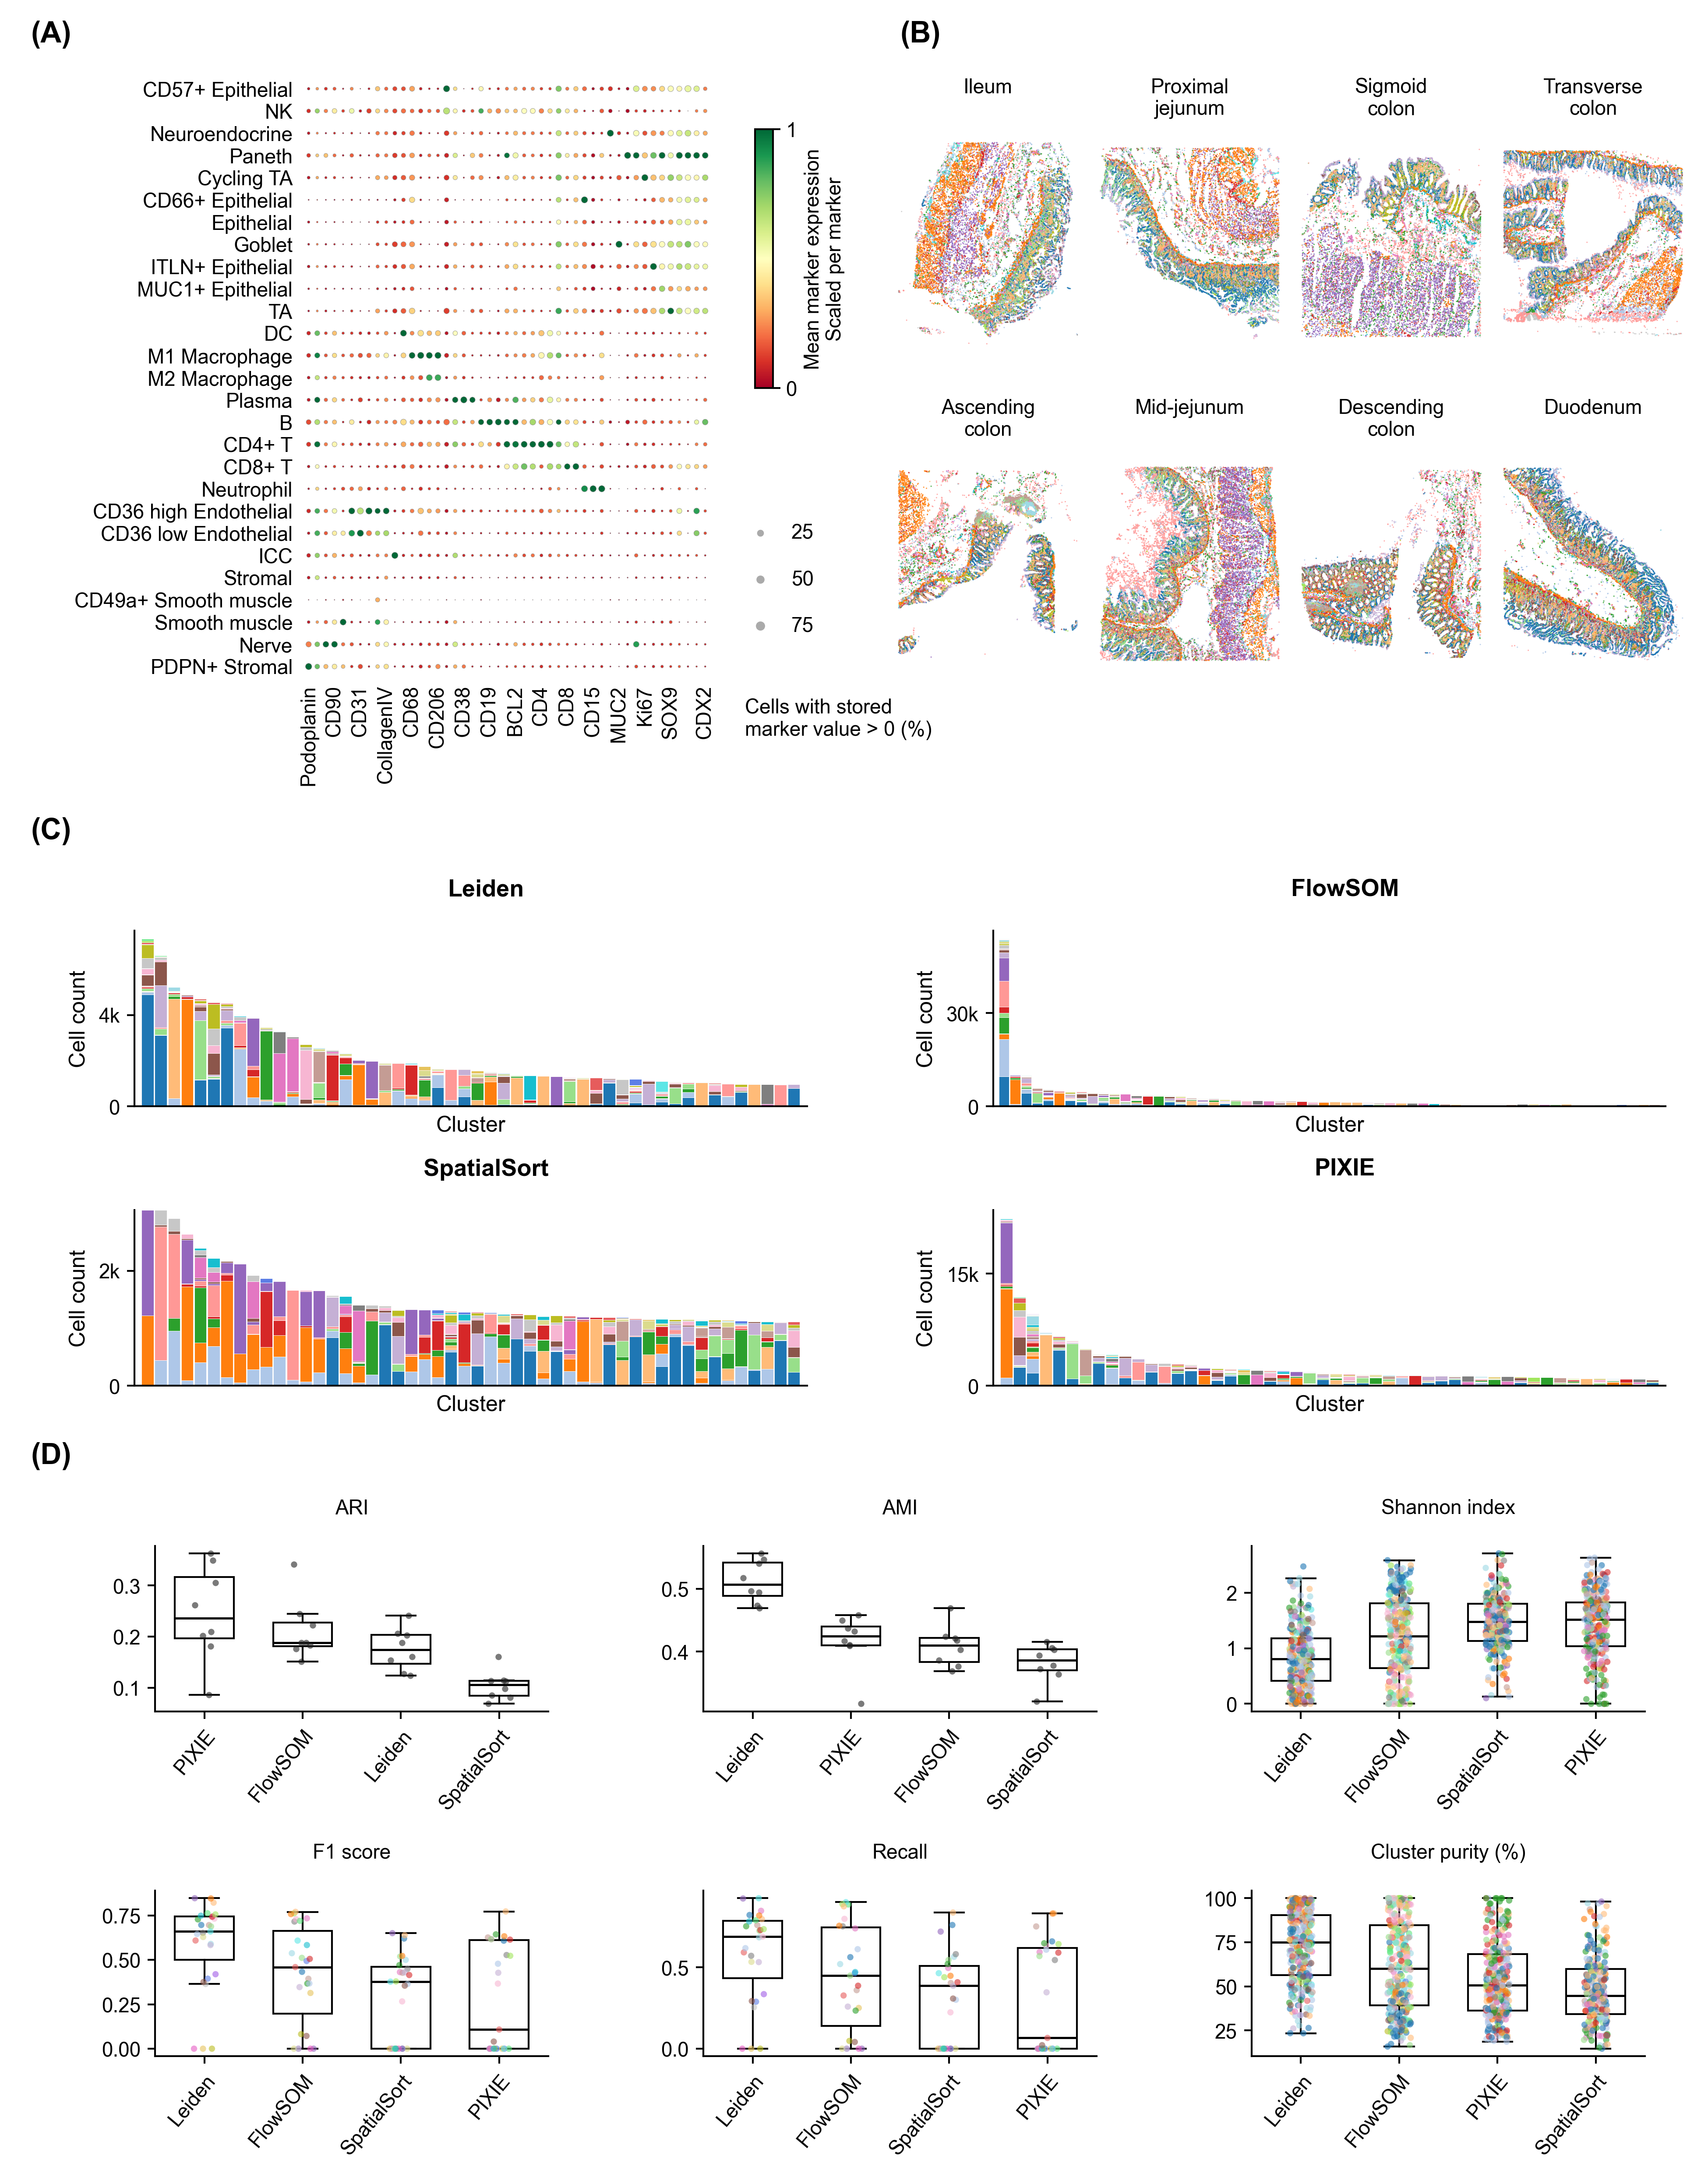 (A)
CD57+ Epithelial
NK
Neuroendocrine
Paneth
Cycling TA
CD66+ Epithelial
Epithelial
Goblet
ITLN+ Epithelial
MUC1+ Epithelial
TA
DC
M1 Macrophage
M2 Macrophage
Plasma
B
CD4+ T
CD8+ T
Neutrophil
CD36 high Endothelial
CD36 low Endothelial
ICC
Stromal
CD49a+ Smooth muscle
Smooth muscle
Nerve
PDPN+ Stromal
Podoplanin
CD90
CD31
CollagenIV
CD68
CD206
CD38
CD19
BCL2
CD4
CD8
CD15
MUC2
Ki67
SOX9
CDX2
1
0
Mean marker expression
Scaled per marker
25
50
75
Cells with stored
marker value > 0 (%)
(B)
Ileum
Proximal
jejunum
Sigmoid
colon
Transverse
colon
Ascending
colon
Mid-jejunum
Descending
colon
Duodenum
(C)
Leiden
Cell count
4k
0
Cluster
FlowSOM
Cell count
30k
0
Cluster
SpatialSort
Cell count
2k
0
Cluster
PIXIE
Cell count
15k
0
Cluster
(D)
ARI
0.3
0.2
0.1
PIXIE
FlowSOM
Leiden
SpatialSort
AMI
0.5
0.4
Leiden
PIXIE
FlowSOM
SpatialSort
Shannon index
2
1
0
Leiden
FlowSOM
SpatialSort
PIXIE
F1 score
0.75
0.50
0.25
0.00
Leiden
FlowSOM
SpatialSort
PIXIE
Recall
0.5
0.0
Leiden
FlowSOM
SpatialSort
PIXIE
Cluster purity (%)
100
75
50
25
Leiden
FlowSOM
PIXIE
SpatialSort